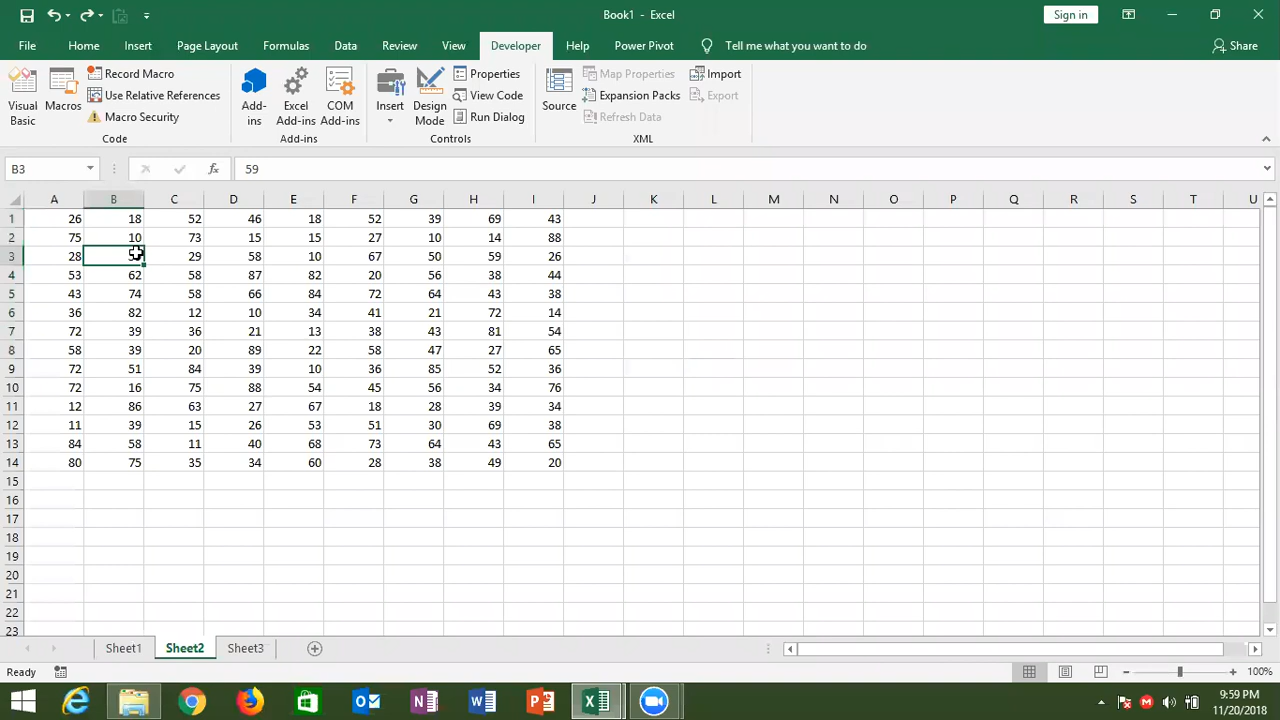 Book1 - Excel
Sign in
File Home Insert Page Layout Formulas Data Review View Developer Help Power Pivot Tell me what you want to do Share
Visual Basic
Macros
Record Macro
Use Relative References
Macro Security
Code
Add-ins
Excel Add-ins
COM Add-ins
Add-ins
Insert
Design Mode
Properties
View Code
Run Dialog
Controls
Source
Map Properties
Expansion Packs
Refresh Data
Import
Export
XML
B3 fx 59
A B C D E F G H I J K L M N O P Q R S T U
1 26 18 52 46 18 52 39 69 43
2 75 10 73 15 15 27 10 14 88
3 28 29 58 10 67 50 59 26
4 53 62 58 87 82 20 56 38 44
5 43 74 58 66 84 72 64 43 38
6 36 82 12 10 34 41 21 72 14
7 72 39 36 21 13 38 43 81 54
8 58 39 20 89 22 58 47 27 65
9 72 51 84 39 10 36 85 52 36
10 72 16 75 88 54 45 56 34 76
11 12 86 63 27 67 18 28 39 34
12 11 39 15 26 53 51 30 69 38
13 84 58 11 40 68 73 64 43 65
14 80 75 35 34 60 28 38 49 20
15
16
17
18
19
20
21
22
23
Sheet1 Sheet2 Sheet3
Ready 100%
9:59 PM
11/20/2018